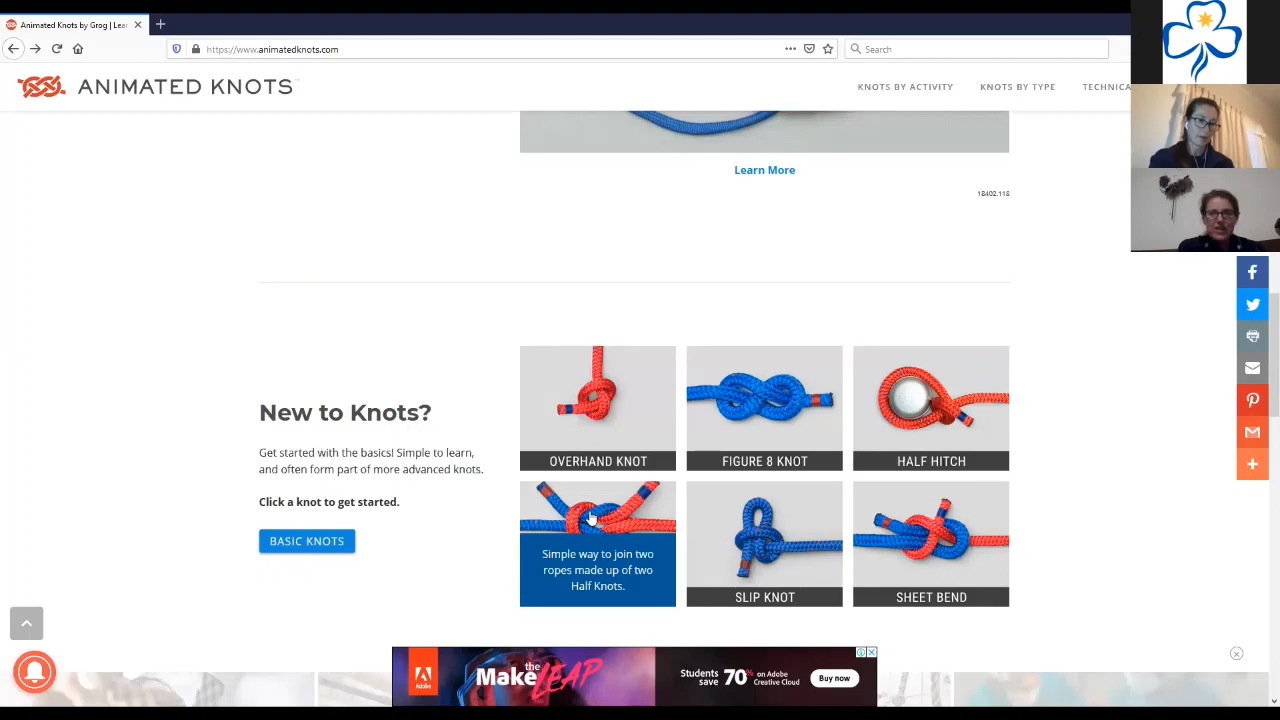 Animated Knots by Grog | Lear
https://www.animatedknots.com
Search
ANIMATED KNOTS
KNOTS BY ACTIVITY
KNOTS BY TYPE
TECHNICA
Learn More
18402.118
New to Knots?
Get started with the basics! Simple to learn,
and often form part of more advanced knots.
Click a knot to get started.
BASIC KNOTS
OVERHAND KNOT
FIGURE 8 KNOT
HALF HITCH
Simple way to join two
ropes made up of two
Half Knots.
SLIP KNOT
SHEET BEND
Adobe
Make the LEAP
Students
save
70%
on Adobe
Creative Cloud
Buy now